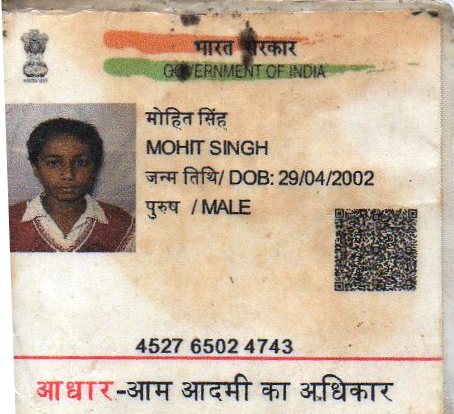 भारत सरकार
GOVERNMENT OF INDIA
मोहित सिंह
MOHIT SINGH
जन्म तिथि/ DOB: 29/04/2002
पुरुष / MALE
4527 6502 4743
आधार-आम आदमी का अधिकार